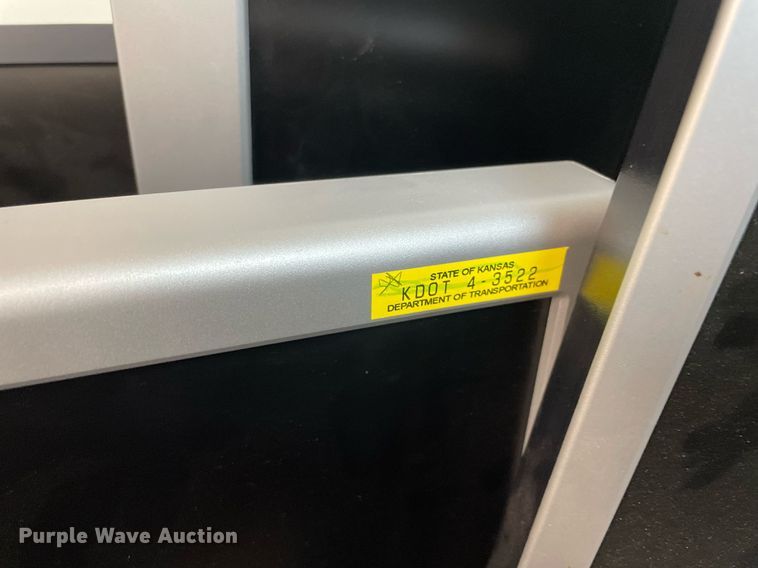 STATE OF KANSAS
KDOT 4-3522
DEPARTMENT OF TRANSPORTATION
Purple Wave Auction